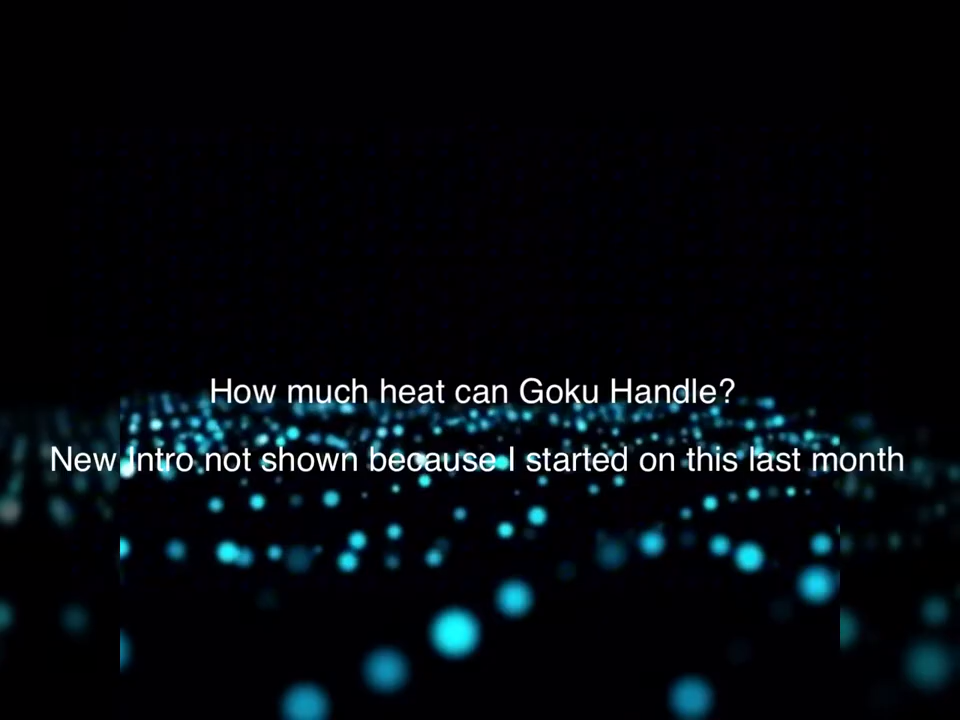 How much heat can Goku Handle?
New Intro not shown because I started on this last month